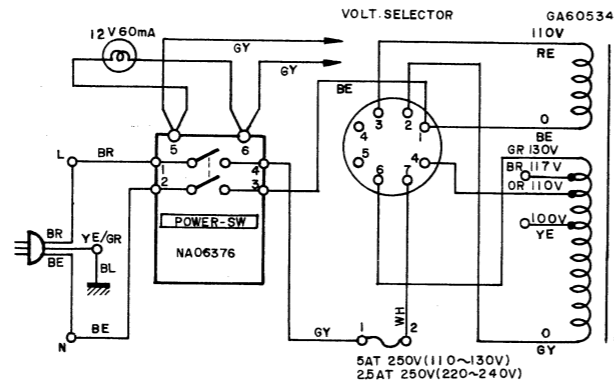 VOLT. SELECTOR
GA60534
12V60mA
110V
RE
GY
GY
BE
3
2
1
0
BE
4
5
6
GR 130V
BR 117V
L
BR
1
4
5
4
OR 110V
2
3
6
7
POWER-SW
100V
YE
BR
YE/GR
NA06376
BE
BL
WH
0
GY
N
BE
GY
1
2
5AT 250V(110~130V)
2.5AT 250V(220~240V)